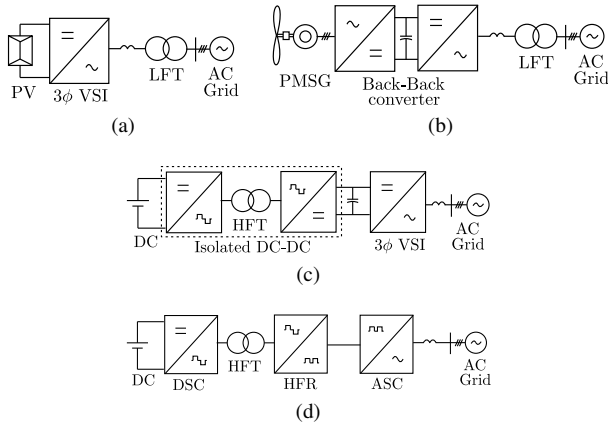 PV
3ϕ VSI
LFT
AC
Grid
(a)
PMSG
Back-Back
converter
LFT
AC
Grid
(b)
DC
HFT
Isolated DC-DC
3ϕ VSI
AC
Grid
(c)
DC
DSC
HFT
HFR
ASC
AC
Grid
(d)